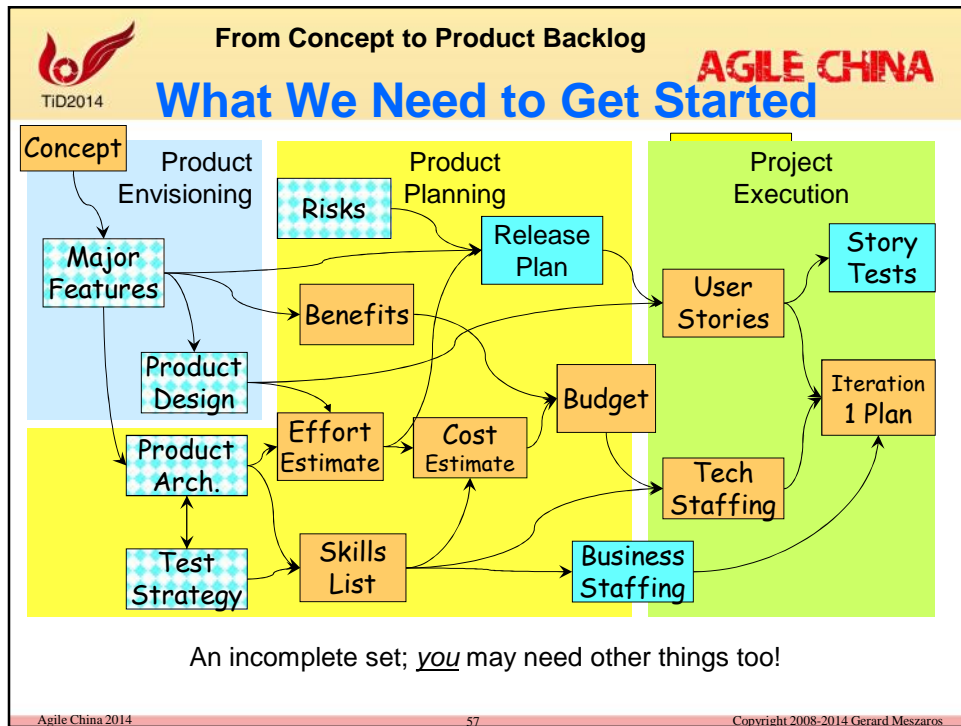 From Concept to Product Backlog
TiD2014
AGILE CHINA
What We Need to Get Started
Concept
Product
Envisioning
Major
Features
Product
Design
Product
Planning
Risks
Release
Plan
Benefits
Budget
Effort
Estimate
Cost
Estimate
Product
Arch.
Test
Strategy
Skills
List
Business
Staffing
Project
Execution
User
Stories
Story
Tests
Iteration
1 Plan
Tech
Staffing
An incomplete set; you may need other things too!
Agile China 2014
57
Copyright 2008-2014 Gerard Meszaros